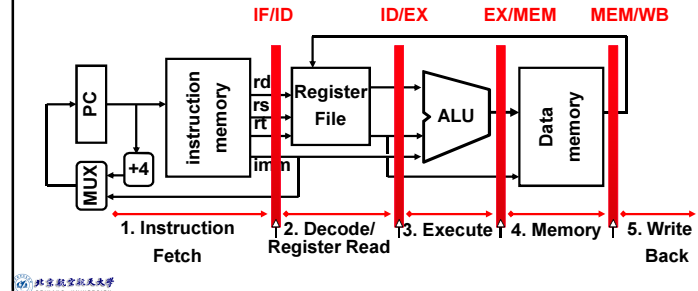 IF/ID ID/EX EX/MEM MEM/WB
PC
instruction
memory
rd
rs
rt
imm
Register
File
ALU
Data
memory
+4
MUX
1. Instruction
Fetch
2. Decode/
Register Read
3. Execute
4. Memory
5. Write
Back
北京航空航天大学